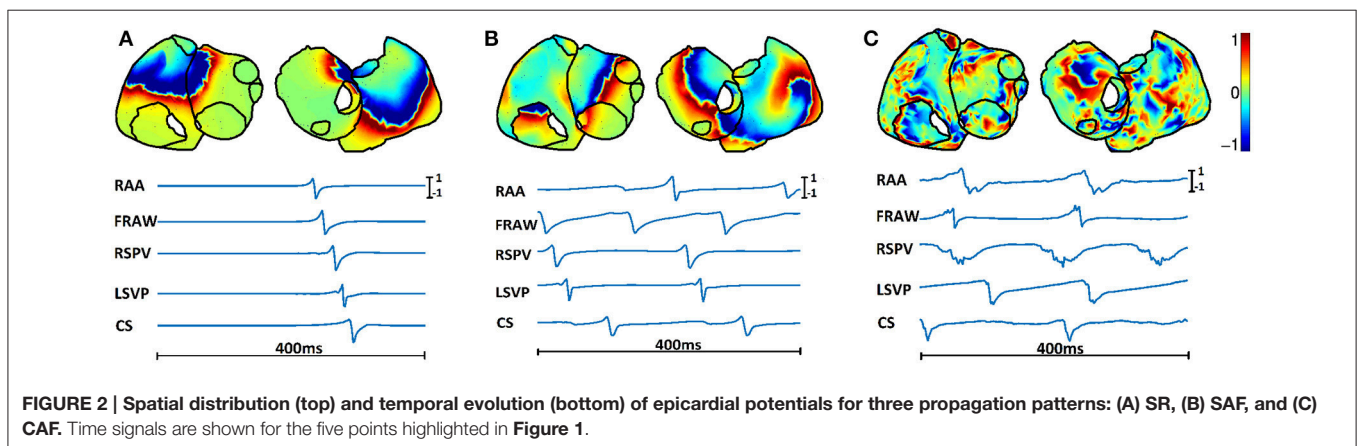 A
B
C
1
0
−1
RAA
FRAW
RSPV
LSVP
CS
1
-1
400ms
RAA
FRAW
RSPV
LSVP
CS
400ms
RAA
FRAW
RSPV
LSVP
CS
1
-1
400ms
FIGURE 2 | Spatial distribution (top) and temporal evolution (bottom) of epicardial potentials for three propagation patterns: (A) SR, (B) SAF, and (C)
CAF. Time signals are shown for the five points highlighted in Figure 1.